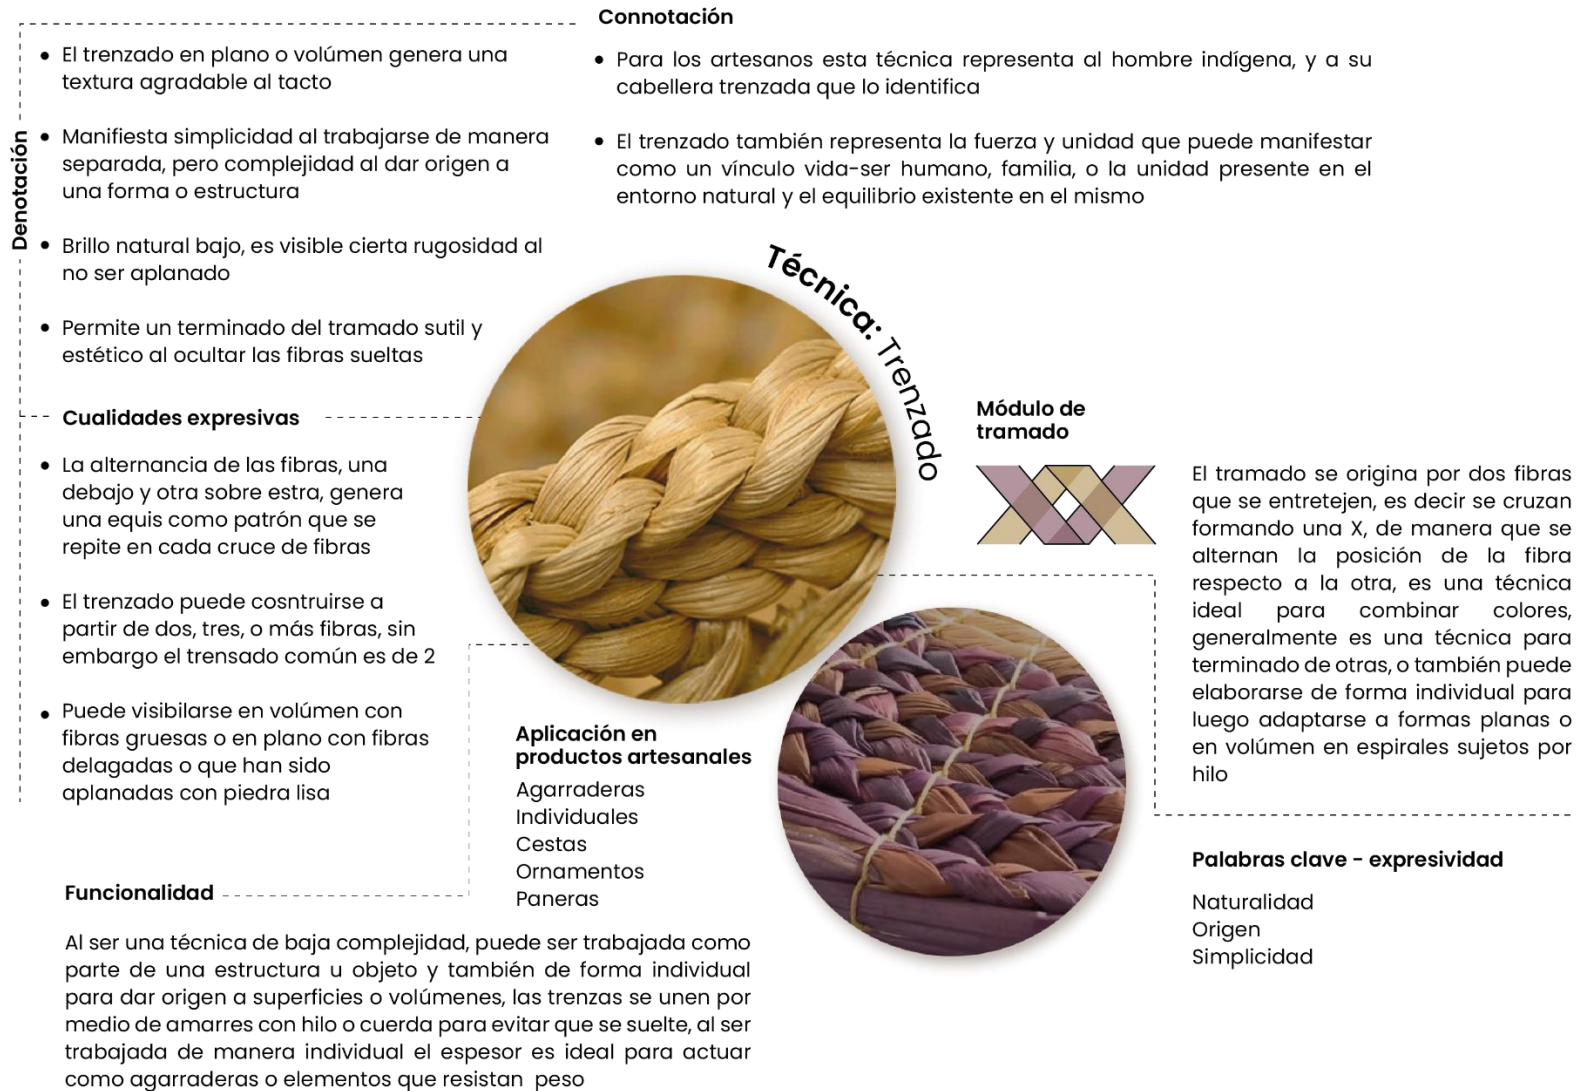 Connotación
Para los artesanos esta técnica representa al hombre indígena, y a su
cabellera trenzada que lo identifica
El trenzado también representa la fuerza y unidad que puede manifestar
como un vínculo vida-ser humano, familia, o la unidad presente en el
entorno natural y el equilibrio existente en el mismo
Denotación
El trenzado en plano o volúmen genera una
textura agradable al tacto
Manifiesta simplicidad al trabajarse de manera
separada, pero complejidad al dar origen a
una forma o estructura
Brillo natural bajo, es visible cierta rugosidad al
no ser aplanado
Permite un terminado del tramado sutil y
estético al ocultar las fibras sueltas
Cualidades expresivas
La alternancia de las fibras, una
debajo y otra sobre estra, genera
una equis como patrón que se
repite en cada cruce de fibras
El trenzado puede cosntruirse a
partir de dos, tres, o más fibras, sin
embargo el trensado común es de 2
Puede visibilarse en volúmen con
fibras gruesas o en plano con fibras
delagadas o que han sido
aplanadas con piedra lisa
Técnica: Trenzado
Módulo de
tramado
El tramado se origina por dos fibras
que se entretejen, es decir se cruzan
formando una X, de manera que se
alternan la posición de la fibra
respecto a la otra, es una técnica
ideal para combinar colores,
generalmente es una técnica para
terminado de otras, o también puede
elaborarse de forma individual para
luego adaptarse a formas planas o
en volúmen en espirales sujetos por
hilo
Aplicación en
productos artesanales
Agarraderas
Individuales
Cestas
Ornamentos
Paneras
Palabras clave - expresividad
Naturalidad
Origen
Simplicidad
Funcionalidad
Al ser una técnica de baja complejidad, puede ser trabajada como
parte de una estructura u objeto y también de forma individual
para dar origen a superficies o volúmenes, las trenzas se unen por
medio de amarres con hilo o cuerda para evitar que se suelte, al ser
trabajada de manera individual el espesor es ideal para actuar
como agarraderas o elementos que resistan peso